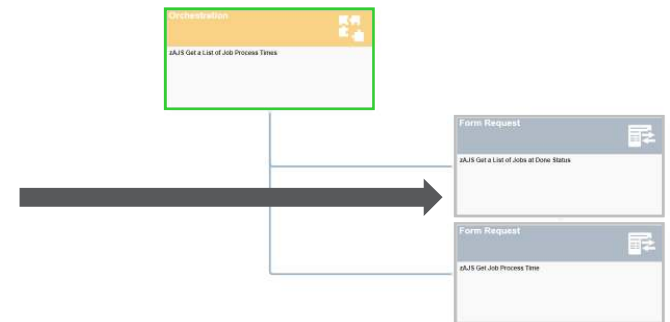 Orchestration
zAJS Get a List of Job Process Times
Form Request
zAJS Get a List of Jobs at Done Status
Form Request
zAJS Get Job Process Time